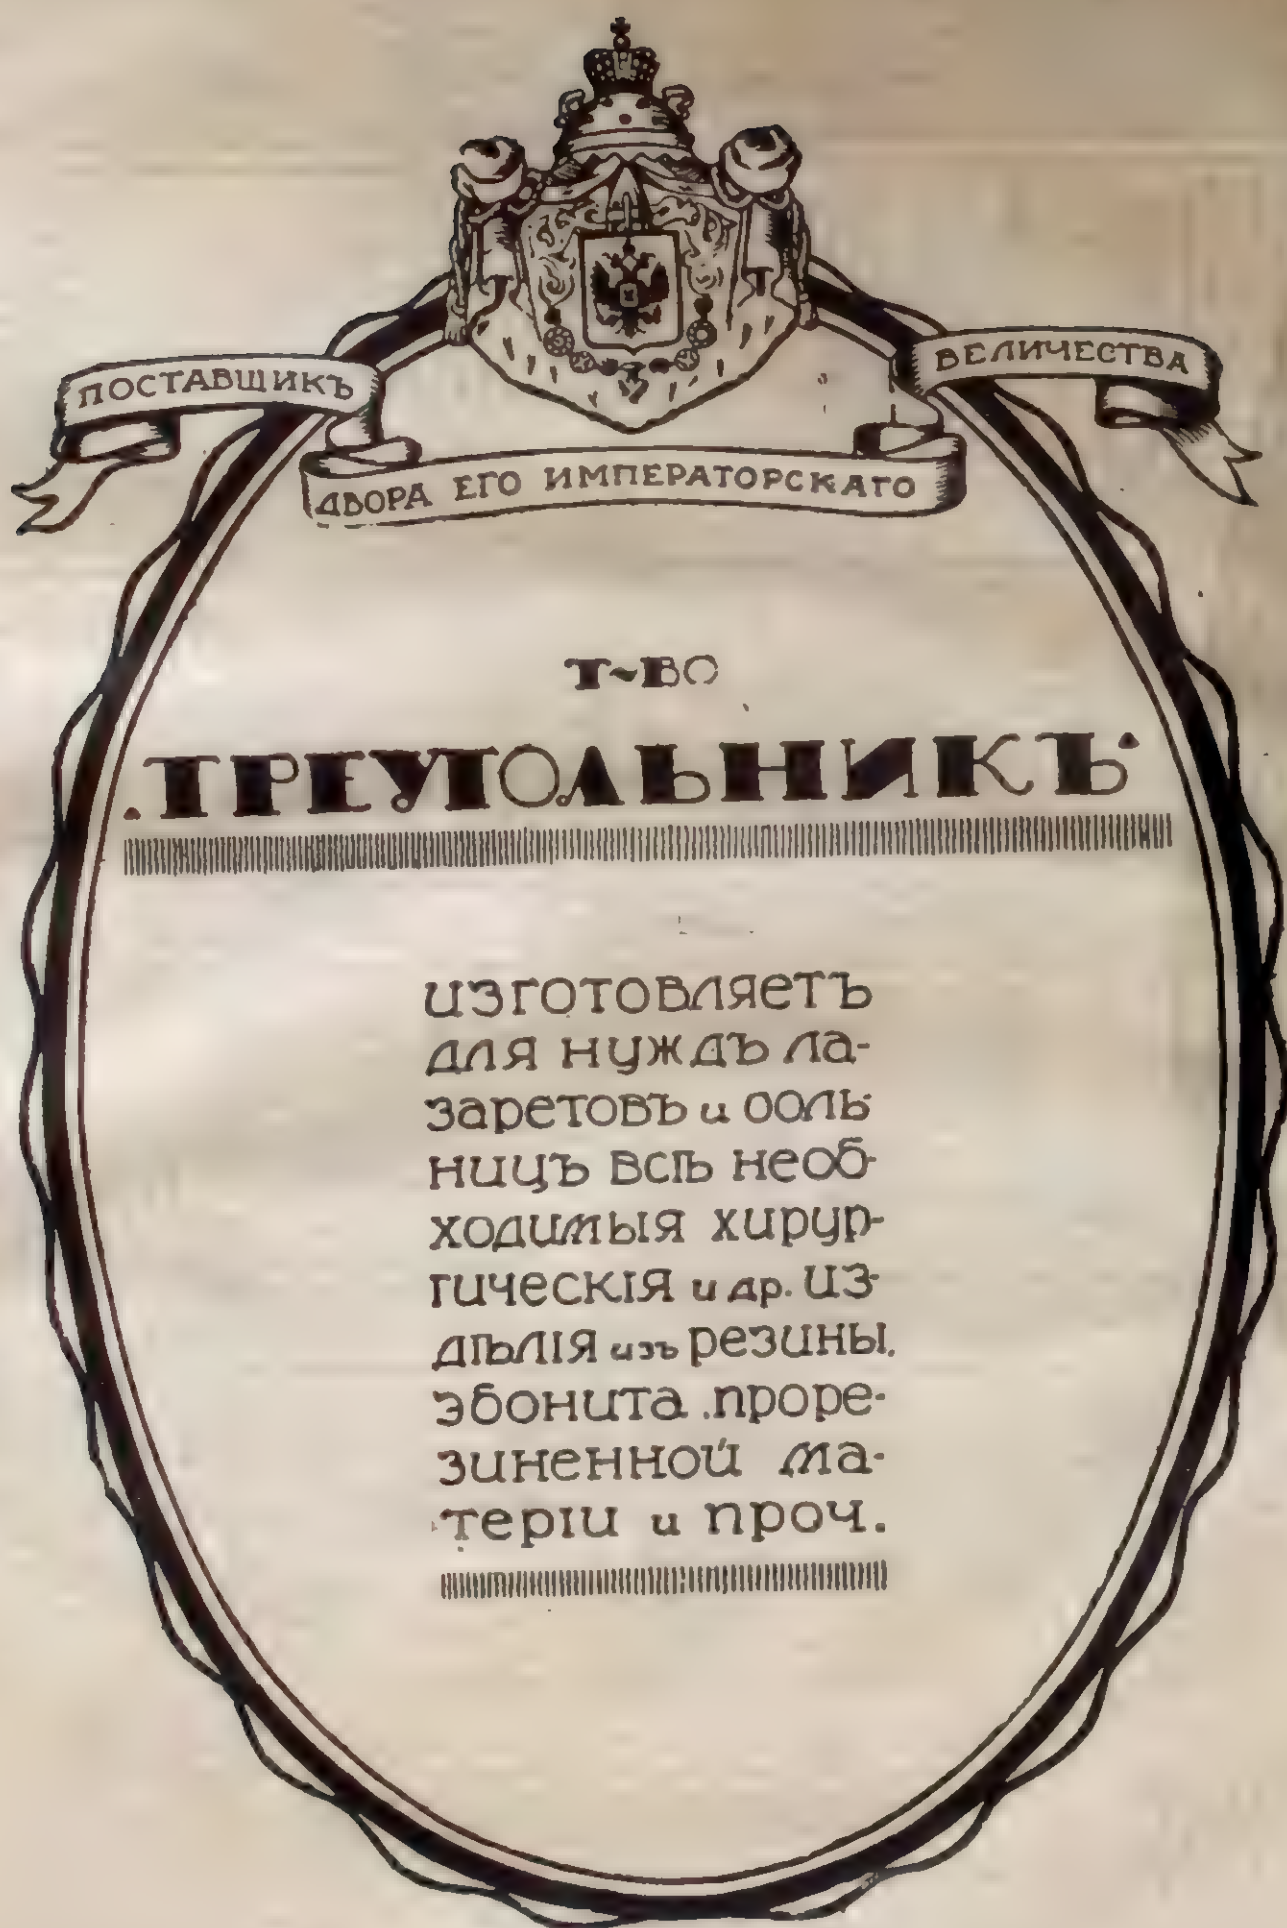 ПОСТАВЩИКЪ
ДВОРА ЕГО ИМПЕРАТОРСКАГО
ВЕЛИЧЕСТВА
Т-ВО
„ТРЕУГОЛЬНИКЪ“
изготовляетъ
для нуждъ ла-
заретовъ и боль-
ницъ всѣ необ-
ходимыя хирур-
гическія и др. из-
дѣлія изъ резины,
эбонита, проре-
зиненной ма-
теріи и проч.